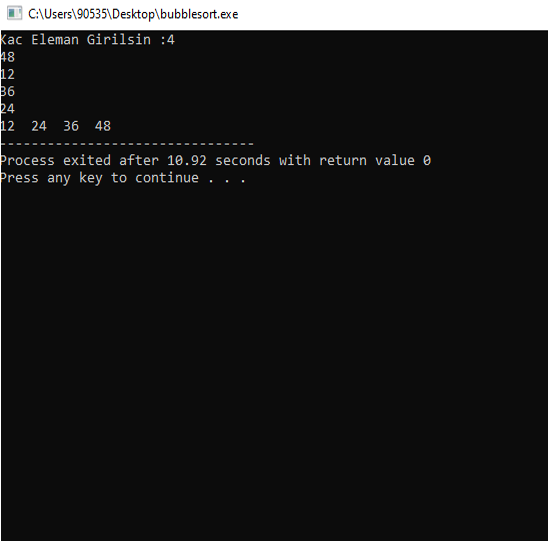 C:\Users\90535\Desktop\bubblesort.exe
Kac Eleman Girilsin :4
48
12
36
24
12  24  36  48
--------------------------------
Process exited after 10.92 seconds with return value 0
Press any key to continue . . .